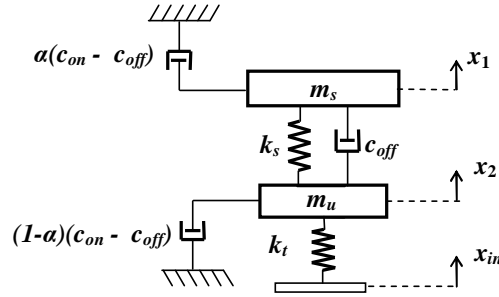 α(c_on - c_off)
x_1
m_s
k_s
c_off
x_2
m_u
(1-α)(c_on - c_off)
k_t
x_in